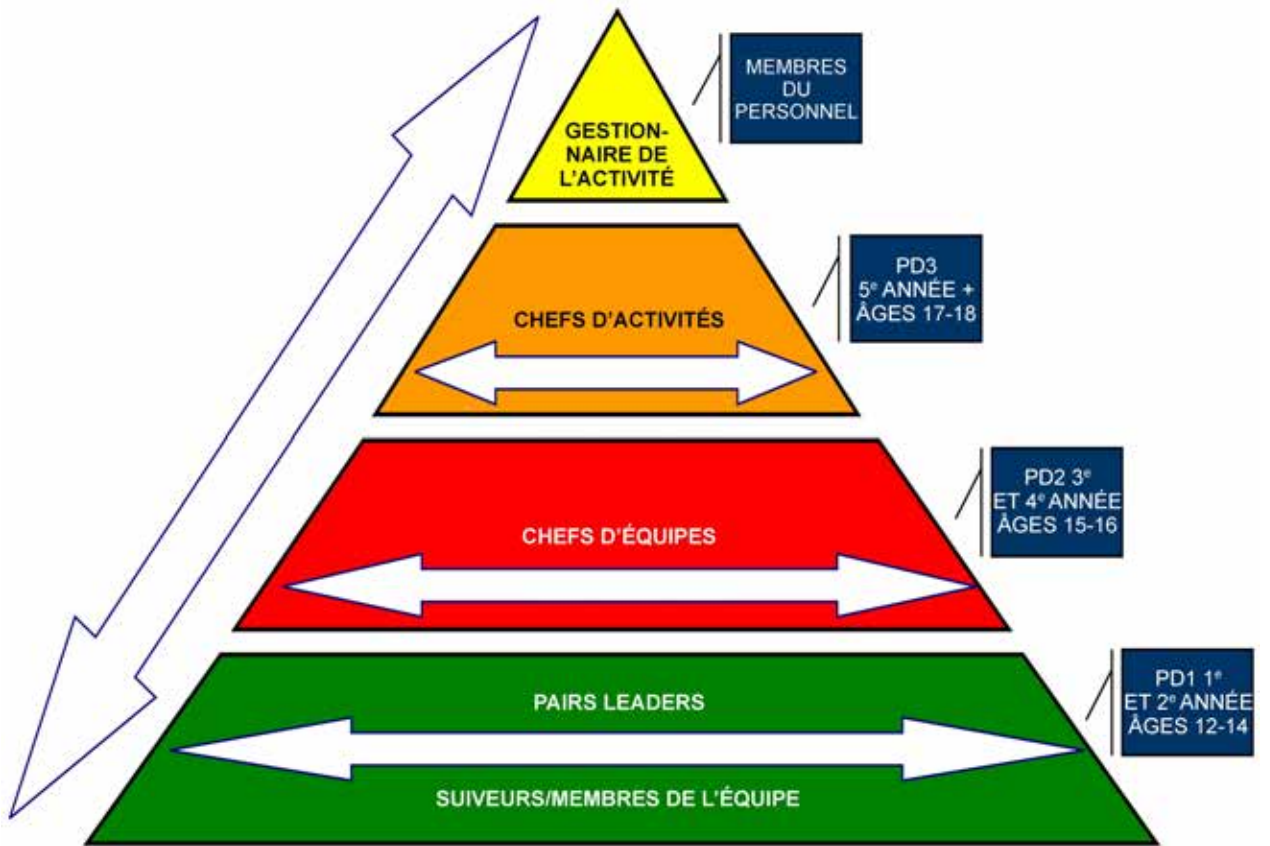 MEMBRES
DU
PERSONNEL
GESTION-
NAIRE DE
L'ACTIVITÉ
PD3
5e ANNÉE +
ÂGES 17-18
CHEFS D'ACTIVITÉS
PD2 3e
ET 4e ANNÉE
ÂGES 15-16
CHEFS D'ÉQUIPES
PD1 1e
ET 2e ANNÉE
ÂGES 12-14
PAIRS LEADERS
SUIVEURS/MEMBRES DE L'ÉQUIPE